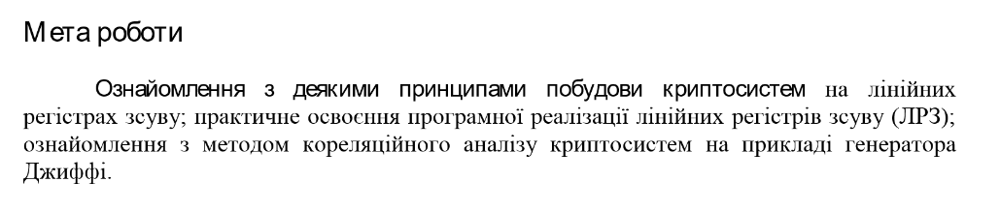 Мета роботи
Ознайомлення з деякими принципами побудови криптосистем на лінійних
регістрах зсуву; практичне освоєння програмної реалізації лінійних регістрів зсуву (ЛРЗ);
ознайомлення з методом кореляційного аналізу криптосистем на прикладі генератора
Джиффі.